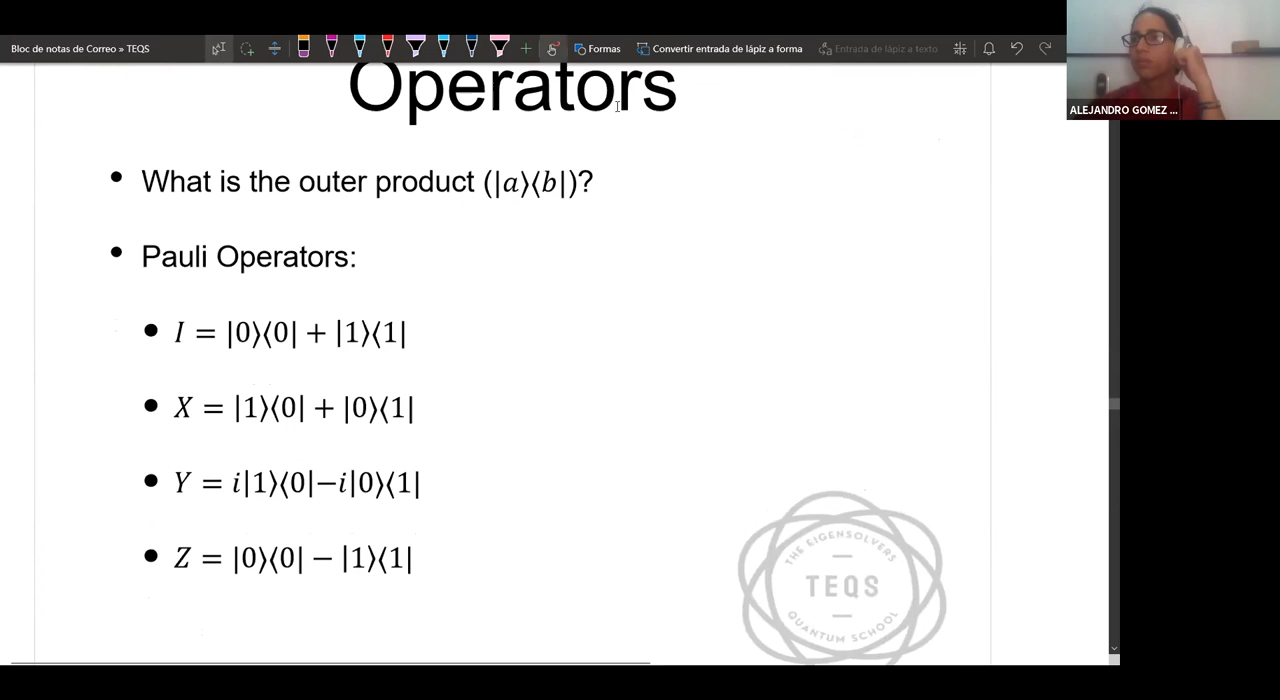 Bloc de notas de Correo » TEQS
Formas
Convertir entrada de lápiz a forma
Entrada de lápiz a texto
ALEJANDRO GOMEZ ...
Operators
• What is the outer product (|a⟩⟨b|)?
• Pauli Operators:
• I = |0⟩⟨0| + |1⟩⟨1|
• X = |1⟩⟨0| + |0⟩⟨1|
• Y = i|1⟩⟨0|−i|0⟩⟨1|
• Z = |0⟩⟨0| − |1⟩⟨1|
THE EIGENSOLVERS
TEQS
QUANTUM SCHOOL